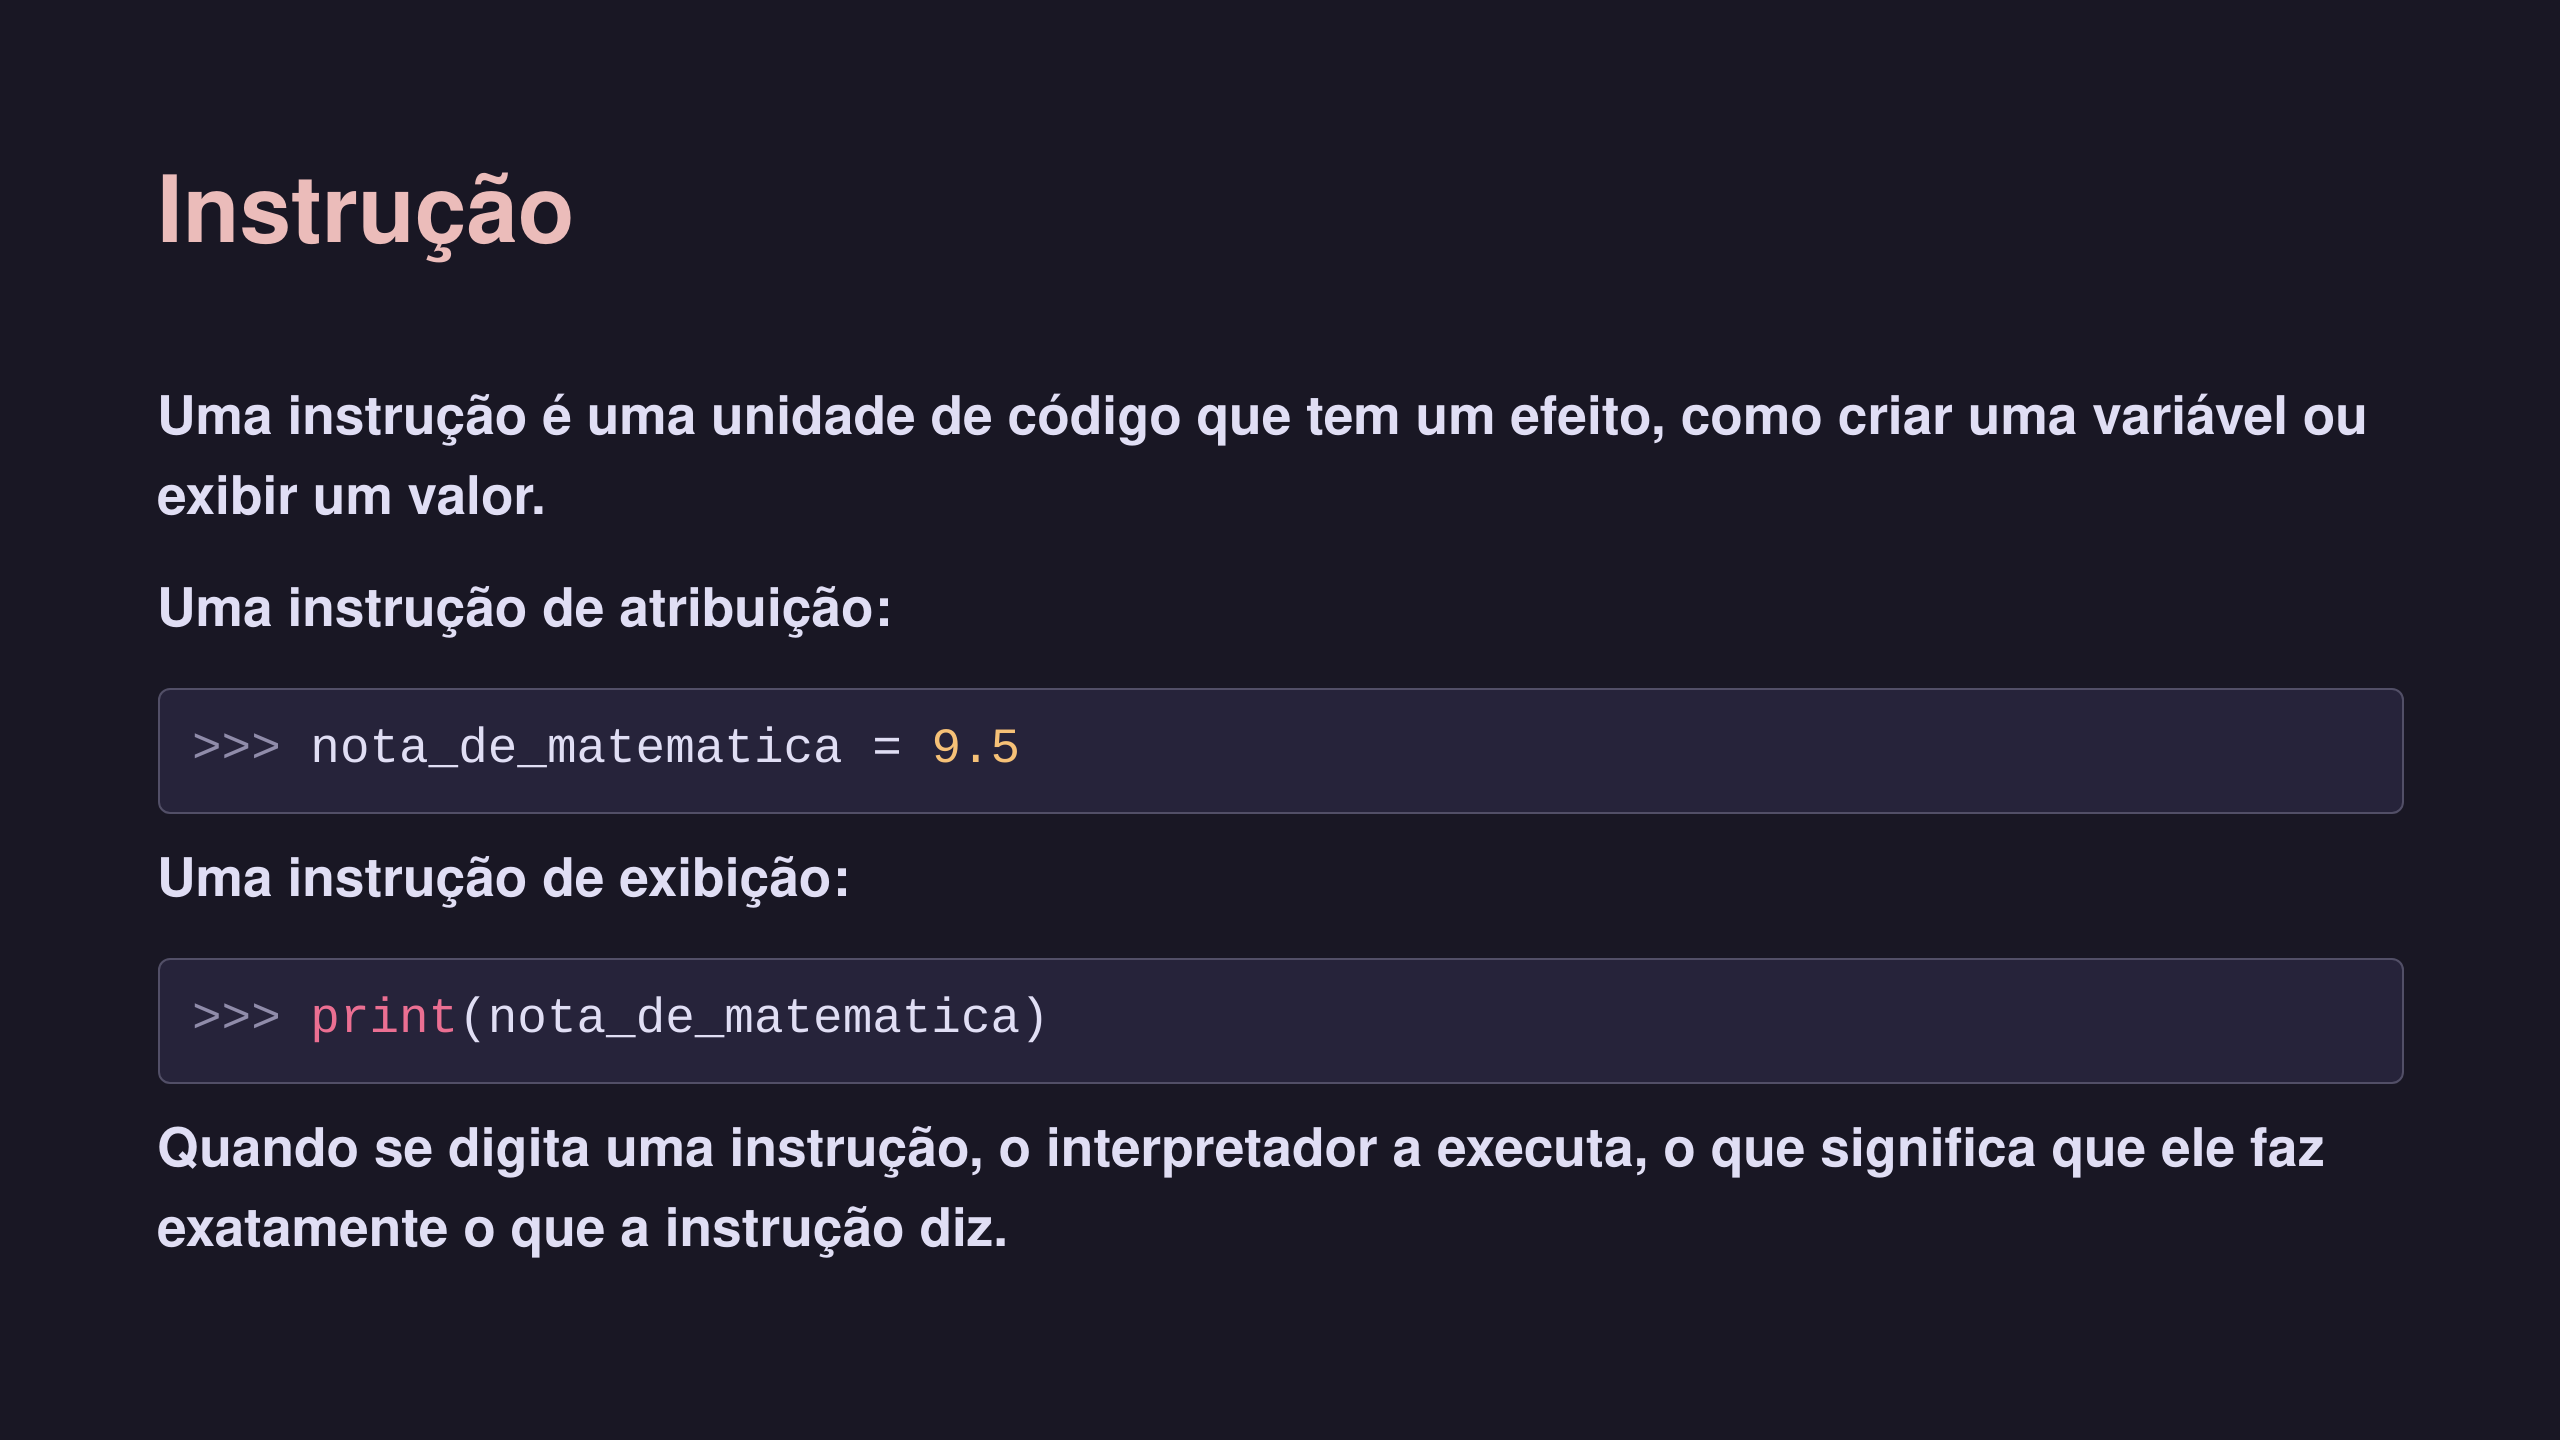 Instrução
Uma instrução é uma unidade de código que tem um efeito, como criar uma variável ou
exibir um valor.
Uma instrução de atribuição:
>>> nota_de_matematica = 9.5
Uma instrução de exibição:
>>> print(nota_de_matematica)
Quando se digita uma instrução, o interpretador a executa, o que significa que ele faz
exatamente o que a instrução diz.